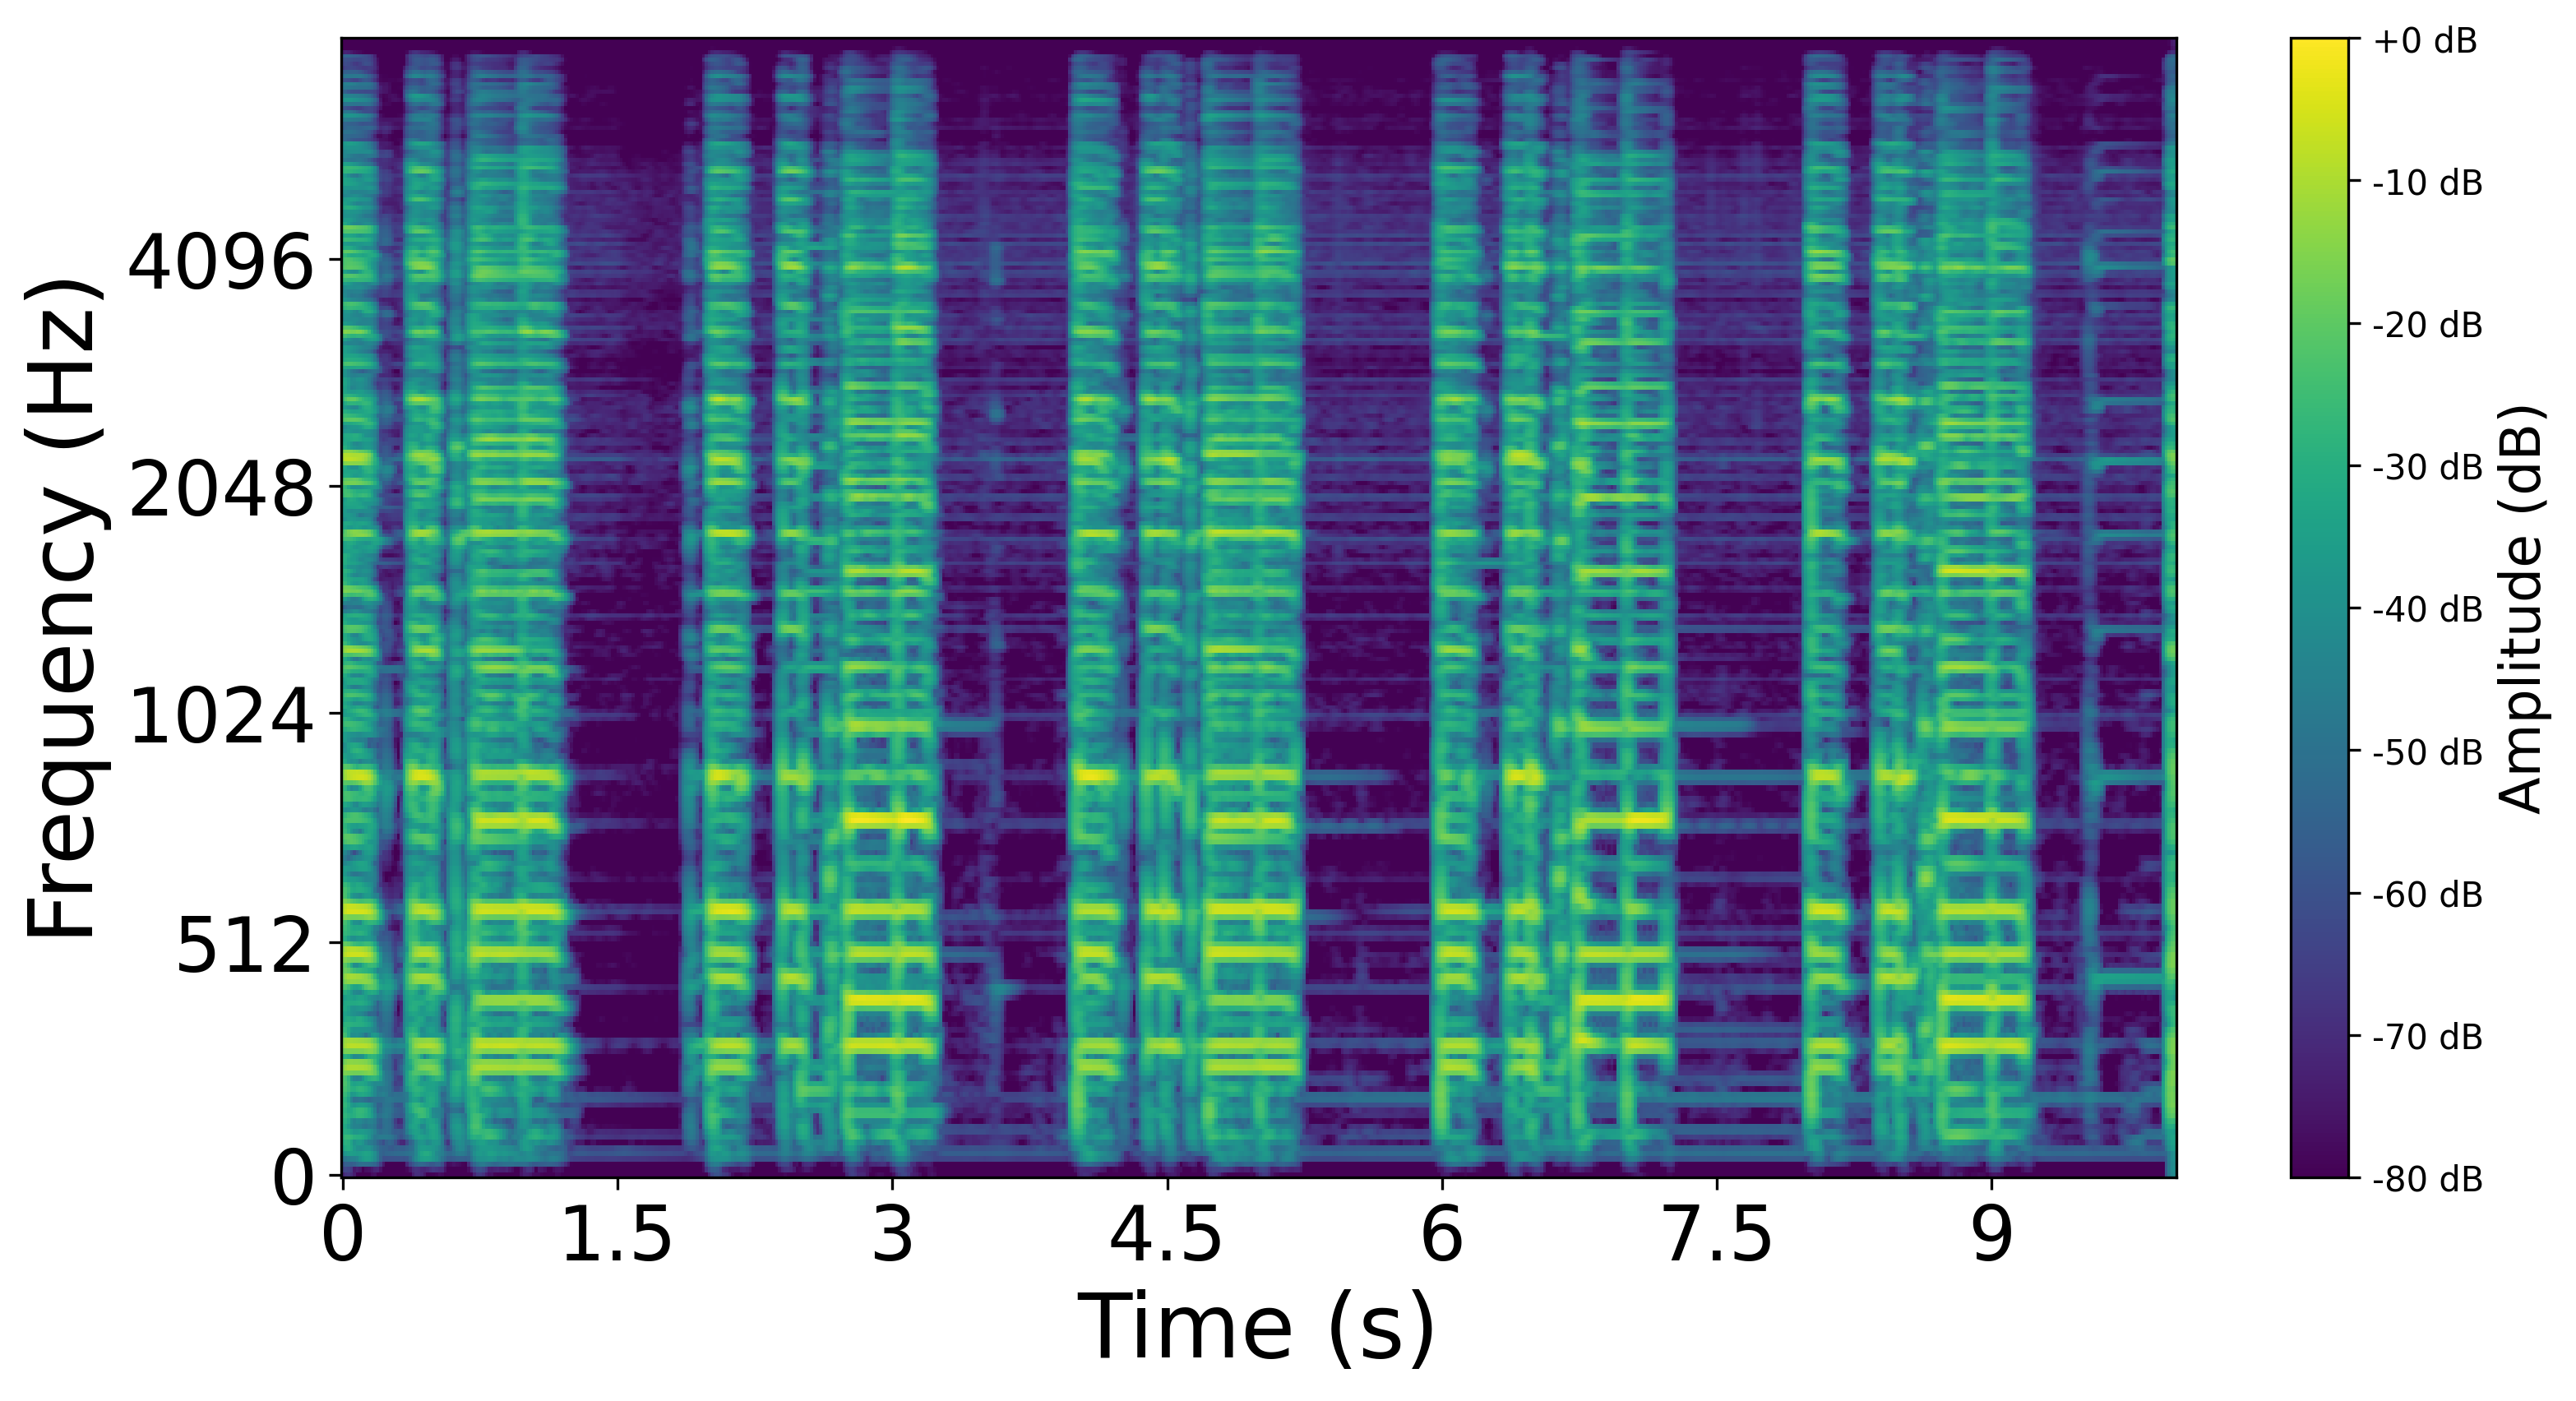 +0 dB
-10 dB
-20 dB
-30 dB
-40 dB
-50 dB
-60 dB
-70 dB
-80 dB
Amplitude (dB)
Frequency (Hz)
4096
2048
1024
512
0
0 1.5 3 4.5 6 7.5 9
Time (s)